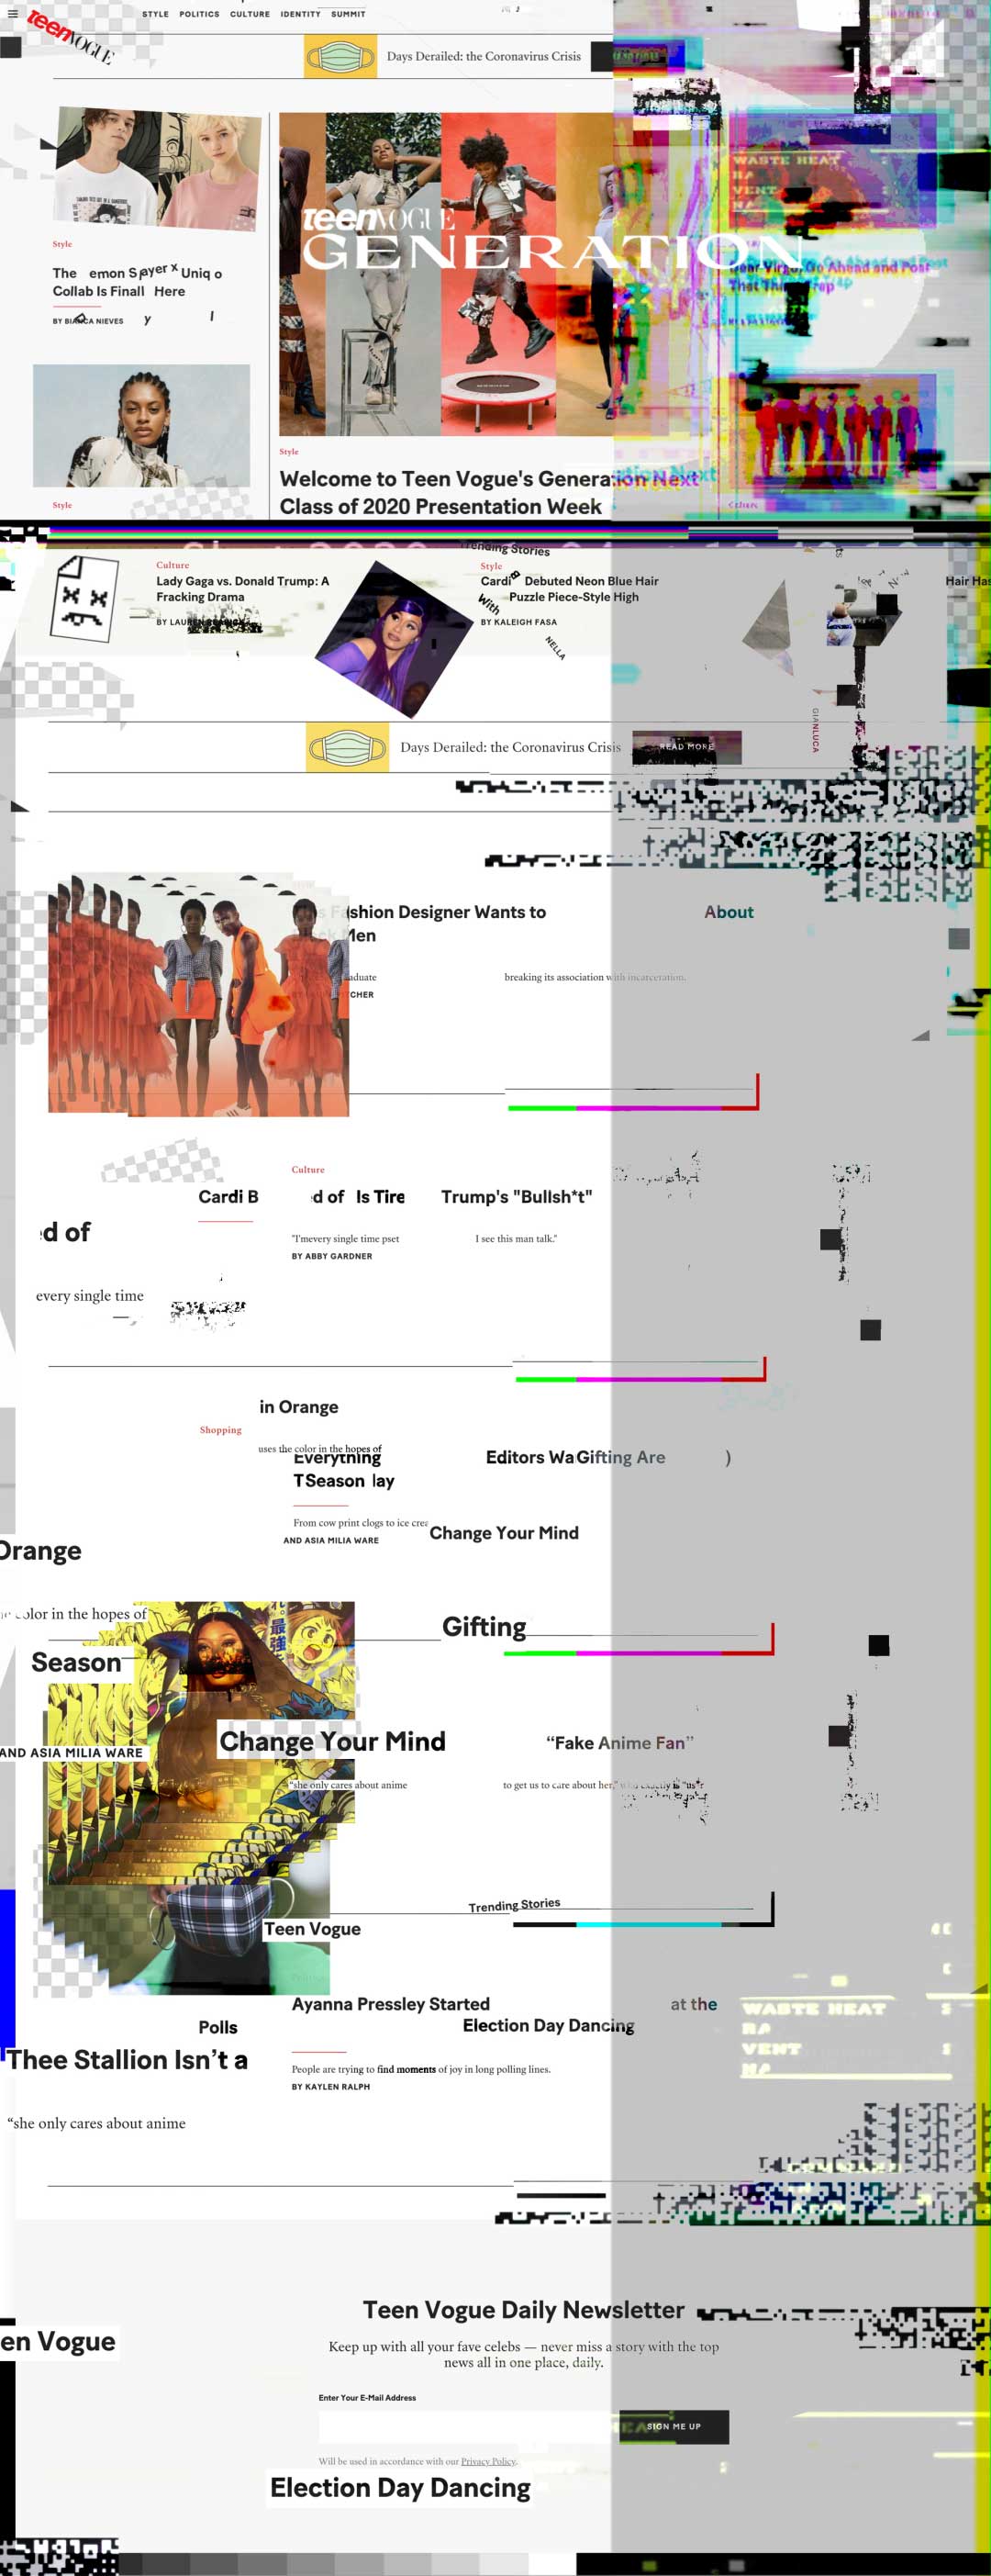 STYLE POLITICS CULTURE IDENTITY SUMMIT
teenVOGUE
Days Derailed: the Coronavirus Crisis
WASTE HEAT
RA
VENT
NA
teenVOGUE
GENERATION
Style
The emon S ayer x Uniq o
Collab Is Finall Here
BY BIANCA NIEVES
y l
Dear Virgo, Go Ahead and Post
That Thirst Trap
Style
Welcome to Teen Vogue's Generation Next
Class of 2020 Presentation Week
Style
Trending Stories
Culture
Lady Gaga vs. Donald Trump: A
Fracking Drama
BY LAUREN
Style
Cardi B Debuted Neon Blue Hair
With Puzzle Piece-Style High
BY KALEIGH FASA
NELLA
Hair Has
GIANLUCA
Days Derailed: the Coronavirus Crisis
READ MORE
shion Designer Wants to About
Men
aduate breaking its association with incarceration.
CHER
Culture
Cardi B d of Is Tire Trump's "Bullsh*t"
d of
"I'mevery single time pset I see this man talk."
BY ABBY GARDNER
every single time
in Orange
Shopping
uses the color in the hopes of
Everything Editors Wa Gifting Are )
TSeason lay
From cow print clogs to ice crea
AND ASIA MILIA WARE
Change Your Mind
Orange
color in the hopes of
Gifting
Season
Change Your Mind
“Fake Anime Fan”
AND ASIA MILIA WARE
“she only cares about anime to get us to care about her,”
Trending Stories
Teen Vogue
Ayanna Pressley Started at the
Polls Election Day Dancing
WASTE HEAT
RA
VENT
NA
Thee Stallion Isn’t a
People are trying to find moments of joy in long polling lines.
BY KAYLEN RALPH
“she only cares about anime
Teen Vogue Daily Newsletter
en Vogue
Keep up with all your fave celebs — never miss a story with the top
news all in one place, daily.
Enter Your E-Mail Address
SIGN ME UP
Will be used in accordance with our Privacy Policy.
Election Day Dancing